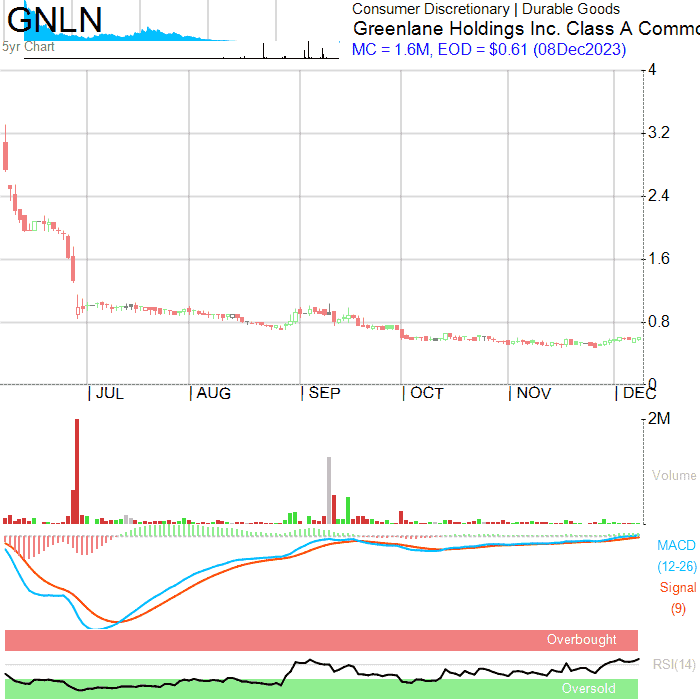 GNLN
Consumer Discretionary | Durable Goods
Greenlane Holdings Inc. Class A Commo
5yr Chart
MC = 1.6M, EOD = $0.61 (08Dec2023)
4
3.2
2.4
1.6
0.8
0
JUL AUG SEP OCT NOV DEC
2M
Volume
MACD
(12-26)
Signal
(9)
Overbought
RSI(14)
Oversold